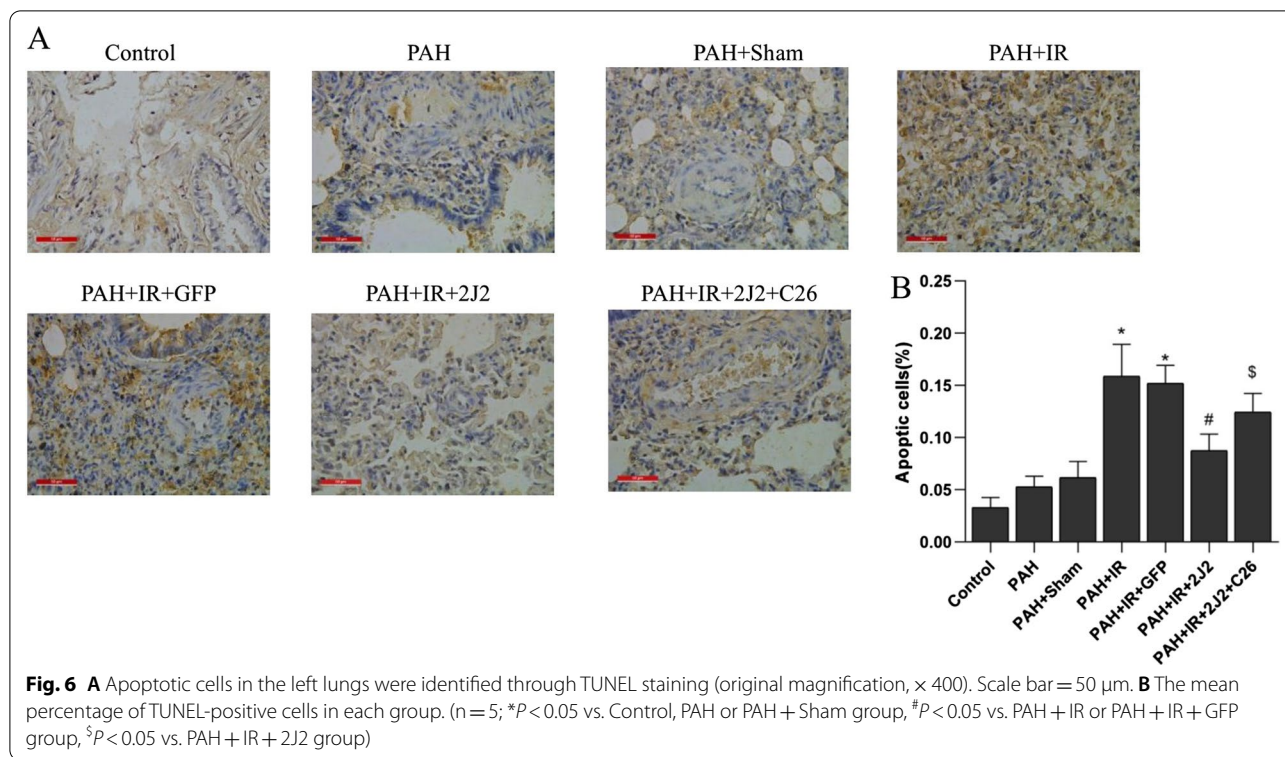 A
Control
PAH
PAH+Sham
PAH+IR
PAH+IR+GFP
PAH+IR+2J2
PAH+IR+2J2+C26
B
Apoptic cells(%)
0.25
0.20
0.15
0.10
0.05
0.00
*
*
#
$
Control
PAH
PAH+Sham
PAH+IR
PAH+IR+GFP
PAH+IR+2J2
PAH+IR+2J2+C26
Fig. 6 A Apoptotic cells in the left lungs were identified through TUNEL staining (original magnification, × 400). Scale bar = 50 µm. B The mean
percentage of TUNEL-positive cells in each group. (n = 5; *P < 0.05 vs. Control, PAH or PAH + Sham group, #P < 0.05 vs. PAH + IR or PAH + IR + GFP
group, $P < 0.05 vs. PAH + IR + 2J2 group)